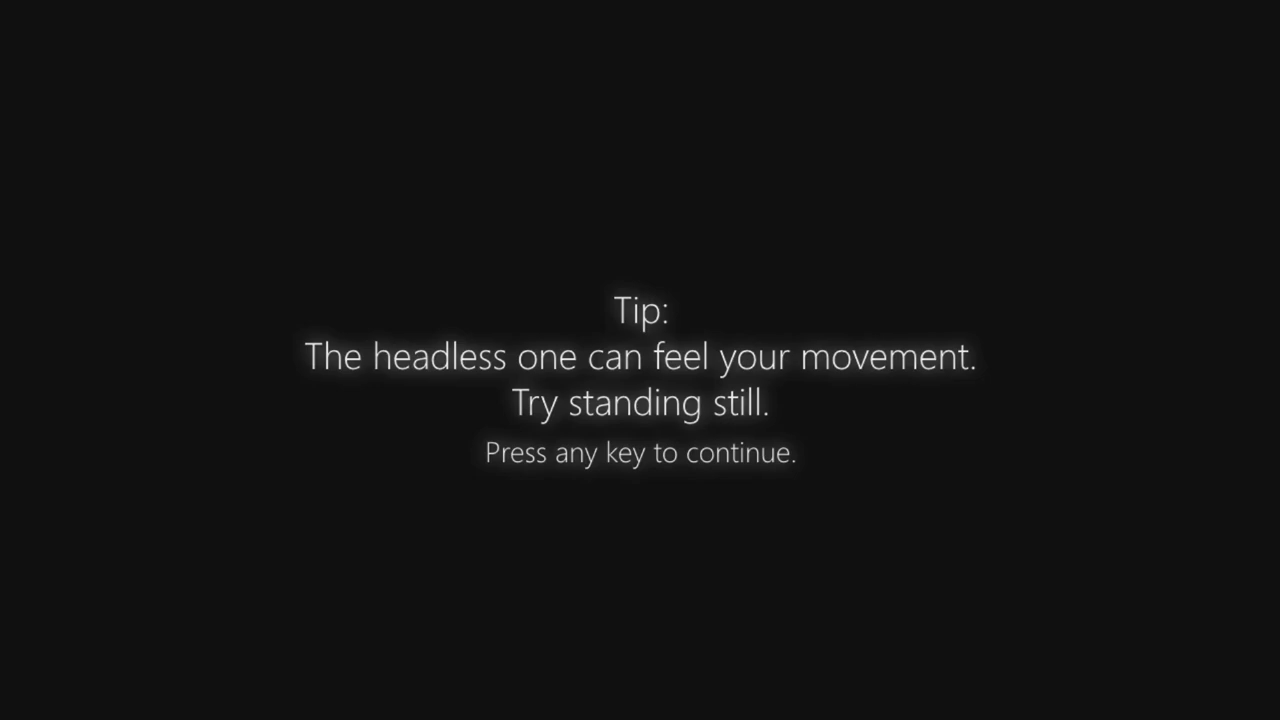 Tip:
The headless one can feel your movement.
Try standing still.
Press any key to continue.